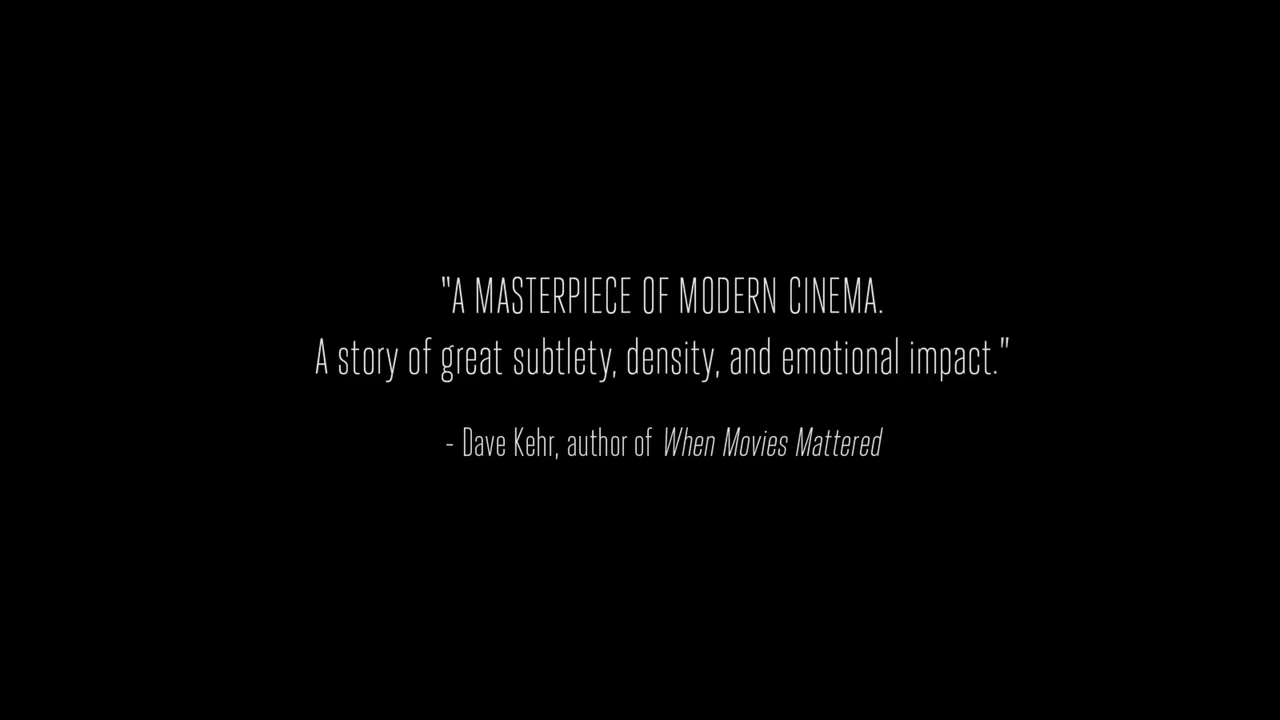 "A MASTERPIECE OF MODERN CINEMA.
A story of great subtlety, density, and emotional impact."
- Dave Kehr, author of When Movies Mattered